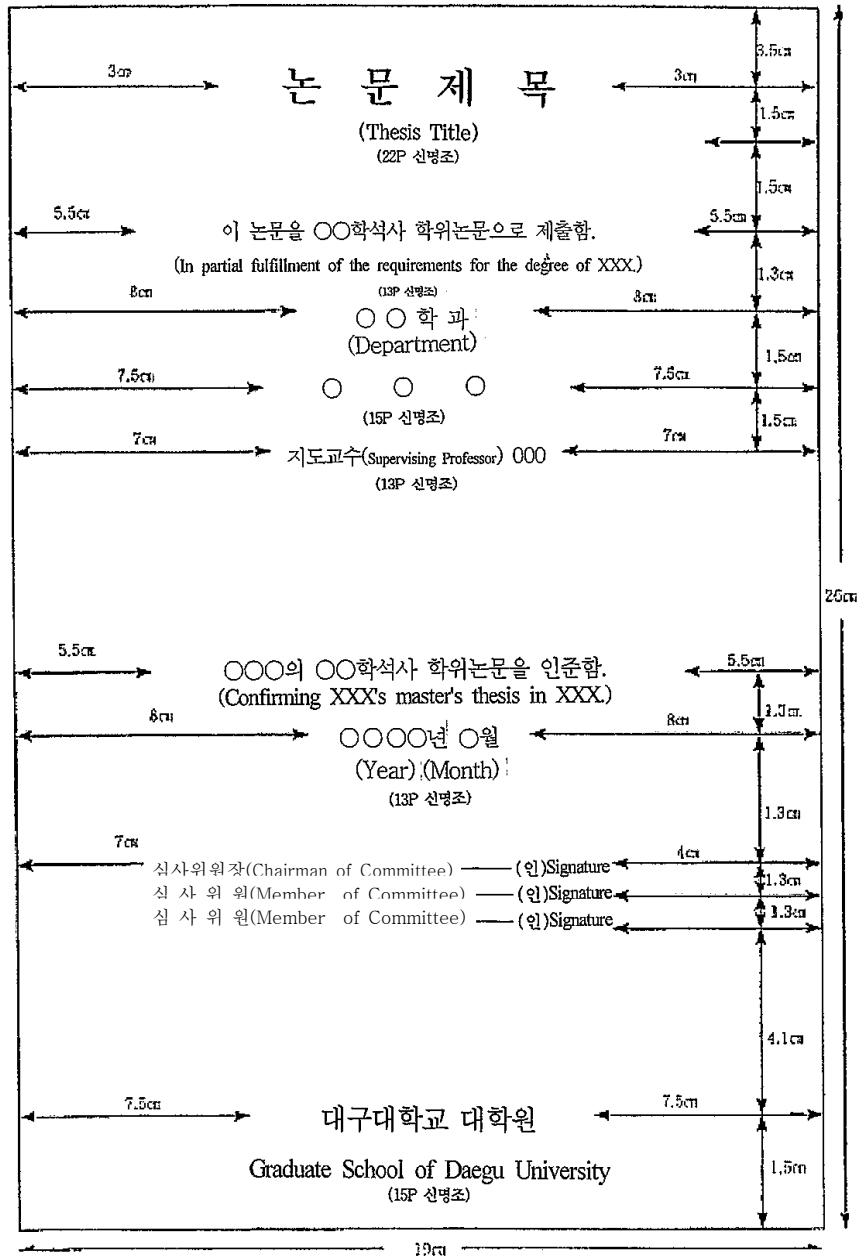 3.5㎝
3㎝ 논 문 제 목 3㎝
1.5㎝
(Thesis Title)
(22P 신명조)
1.5㎝
5.5㎝ 이 논문을 ○○학석사 학위논문으로 제출함. 5.5㎝
(In partial fulfillment of the requirements for the degree of XXX.)
1.3㎝
(13P 신명조)
8㎝ ○ ○ 학 과 8㎝
(Department)
1.5㎝
7.5㎝ ○ ○ ○ 7.5㎝
(15P 신명조)
1.5㎝
7㎝ 지도교수(Supervising Professor) 000 7㎝
(13P 신명조)
26㎝
5.5㎝ ○○○의 ○○학석사 학위논문을 인준함. 5.5㎝
(Confirming XXX's master's thesis in XXX.)
8㎝ ○○○○년 ○월 8㎝
(Year) (Month)
(13P 신명조)
1.3㎝
7㎝ 심사위원장(Chairman of Committee) (인)Signature 4㎝
심 사 위 원(Member of Committee) (인)Signature 1.3㎝
심 사 위 원(Member of Committee) (인)Signature 1.3㎝
4.1㎝
7.5㎝ 대구대학교 대학원 7.5㎝
Graduate School of Daegu University
1.5㎝
(15P 신명조)
19㎝